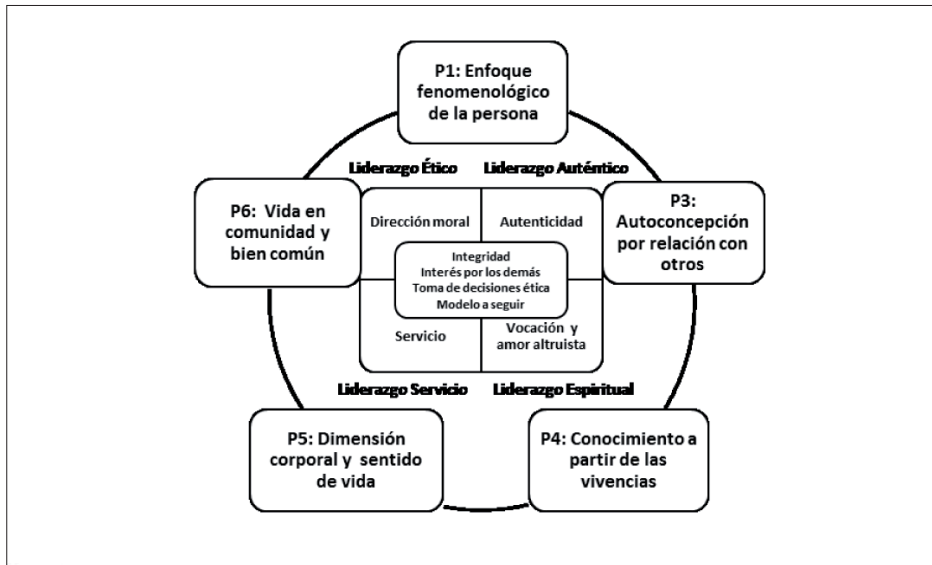 P1: Enfoque
fenomenológico
de la persona
Liderazgo Ético
Liderazgo Auténtico
P6: Vida en
comunidad y
bien común
Dirección moral
Autenticidad
P3:
Autoconcepción
por relación con
otros
Integridad
Interés por los demás
Toma de decisiones ética
Modelo a seguir
Servicio
Vocación y
amor altruista
Liderazgo Servicio
Liderazgo Espiritual
P5: Dimensión
corporal y sentido
de vida
P4: Conocimiento a
partir de las
vivencias